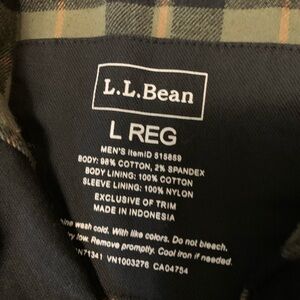 L.L.Bean
L REG
MEN'S ItemID 515859
BODY: 98% COTTON, 2% SPANDEX
BODY LINING: 100% COTTON
SLEEVE LINING: 100% NYLON
EXCLUSIVE OF TRIM
MADE IN INDONESIA
wash cold. With like colors. Do not bleach.
low. Remove promptly. Cool iron if needed.
VN1003276 CA04754